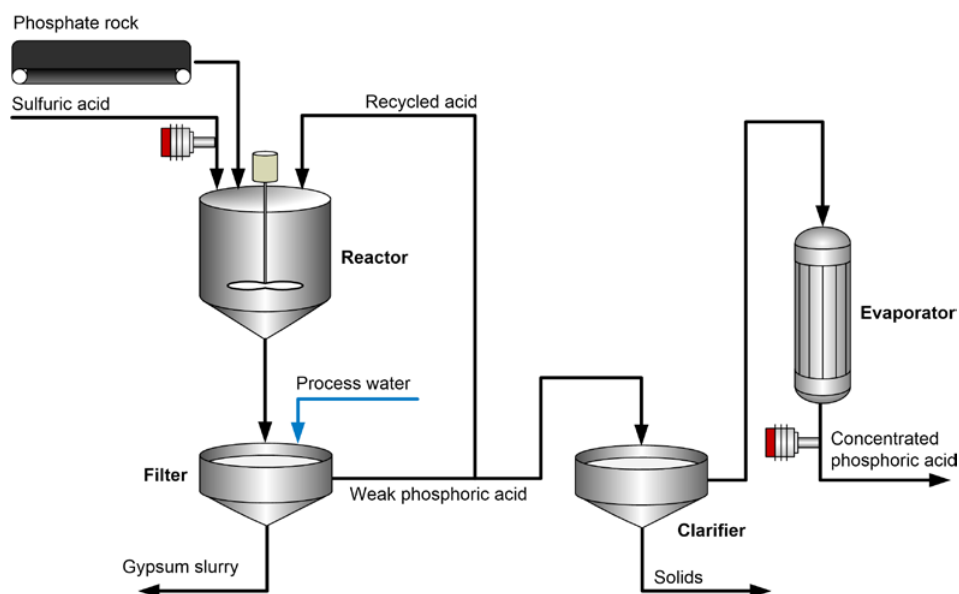 Phosphate rock
Sulfuric acid
Recycled acid
Reactor
Evaporator
Process water
Filter
Weak phosphoric acid
Concentrated
phosphoric acid
Clarifier
Gypsum slurry
Solids